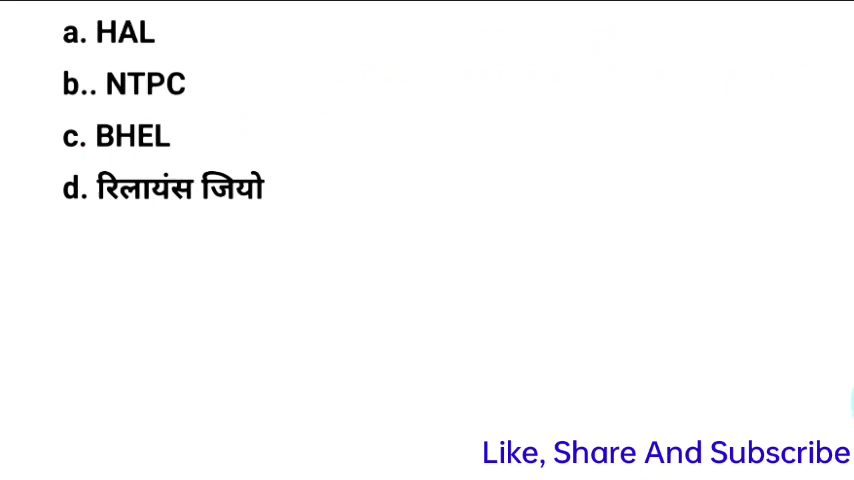 a. HAL
b.. NTPC
c. BHEL
d. रिलायंस जियो
Like, Share And Subscribe